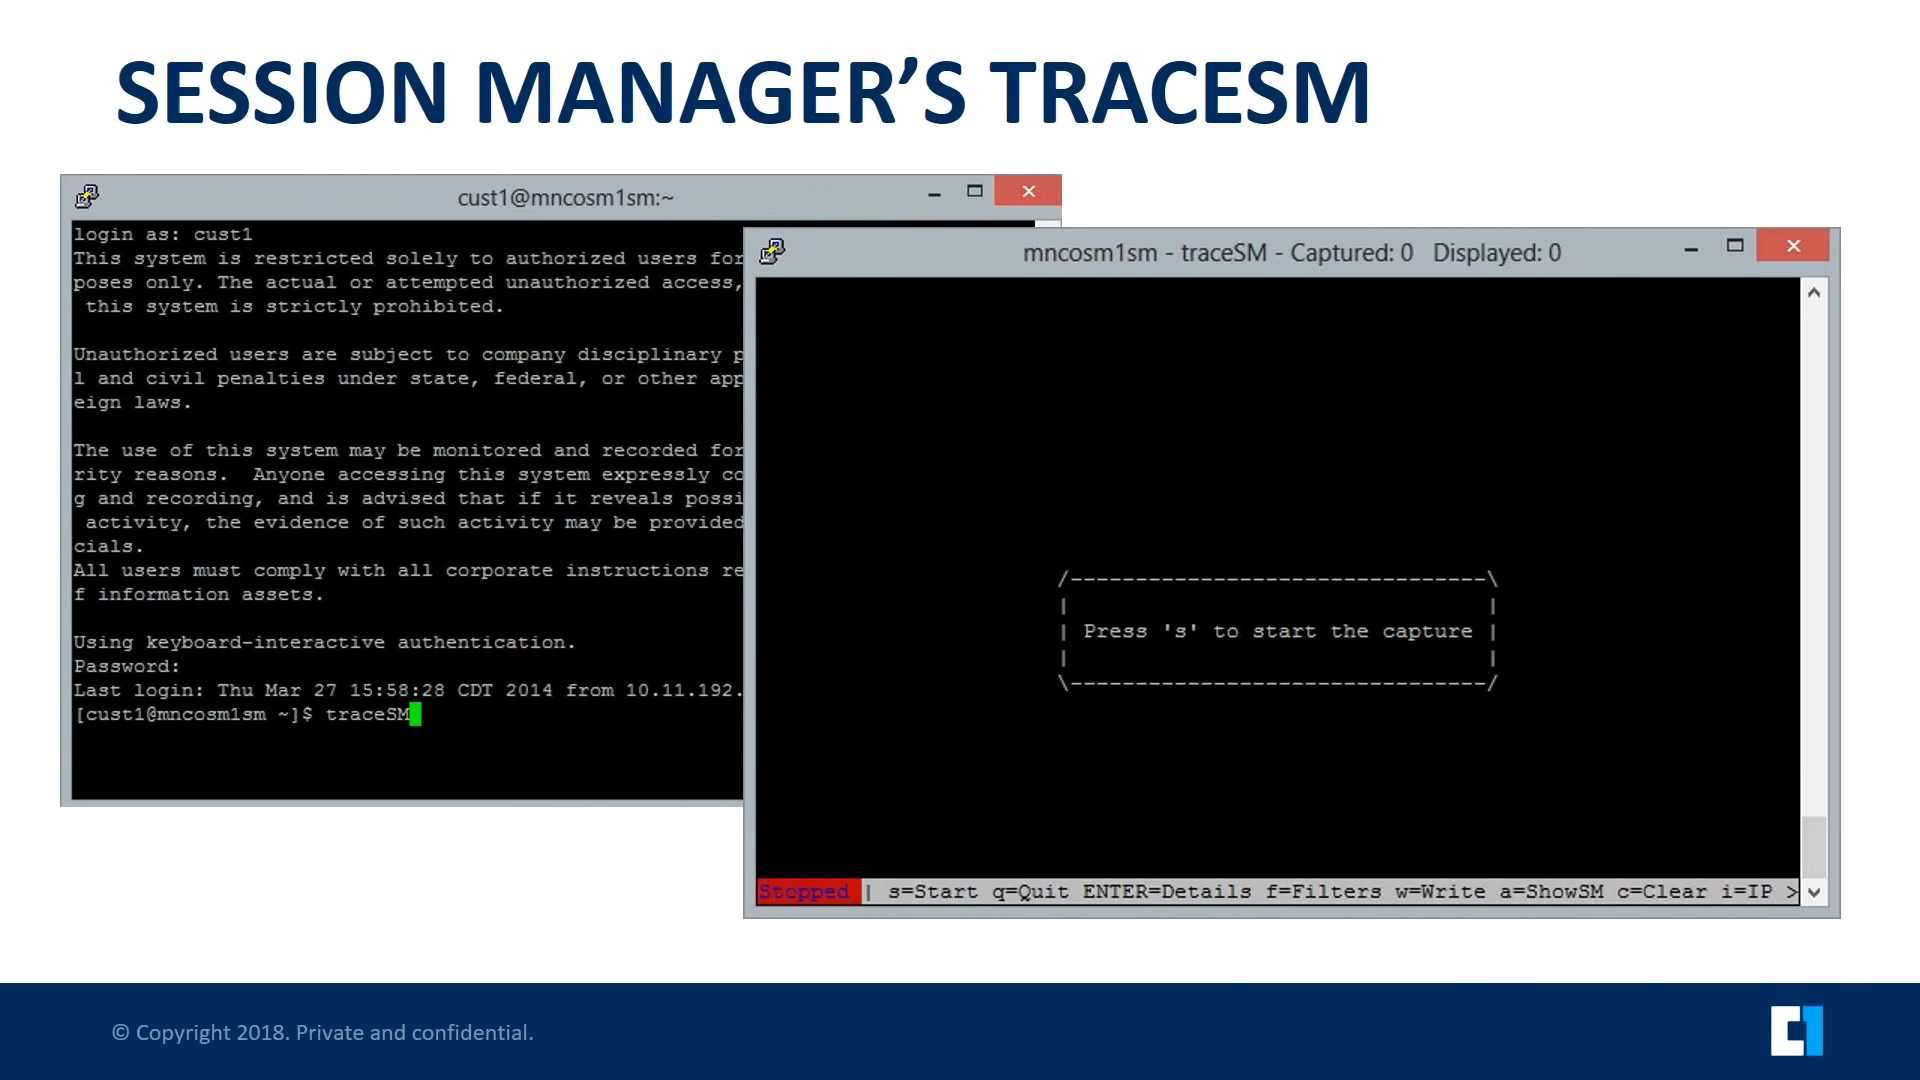 SESSION MANAGER’S TRACESM
cust1@mncosm1sm:~
login as: cust1
This system is restricted solely to authorized users for
poses only. The actual or attempted unauthorized access,
this system is strictly prohibited.
Unauthorized users are subject to company disciplinary p
l and civil penalties under state, federal, or other app
eign laws.
The use of this system may be monitored and recorded for
rity reasons.  Anyone accessing this system expressly co
g and recording, and is advised that if it reveals possi
activity, the evidence of such activity may be provided
cials.
All users must comply with all corporate instructions re
f information assets.
Using keyboard-interactive authentication.
Password:
Last login: Thu Mar 27 15:58:28 CDT 2014 from 10.11.192.
[cust1@mncosm1sm ~]$ traceSM
mncosm1sm - traceSM - Captured: 0   Displayed: 0
/--------------------------------\
|                                |
| Press 's' to start the capture |
|                                |
\--------------------------------/
Stopped | s=Start q=Quit ENTER=Details f=Filters w=Write a=ShowSM c=Clear i=IP >
© Copyright 2018. Private and confidential.